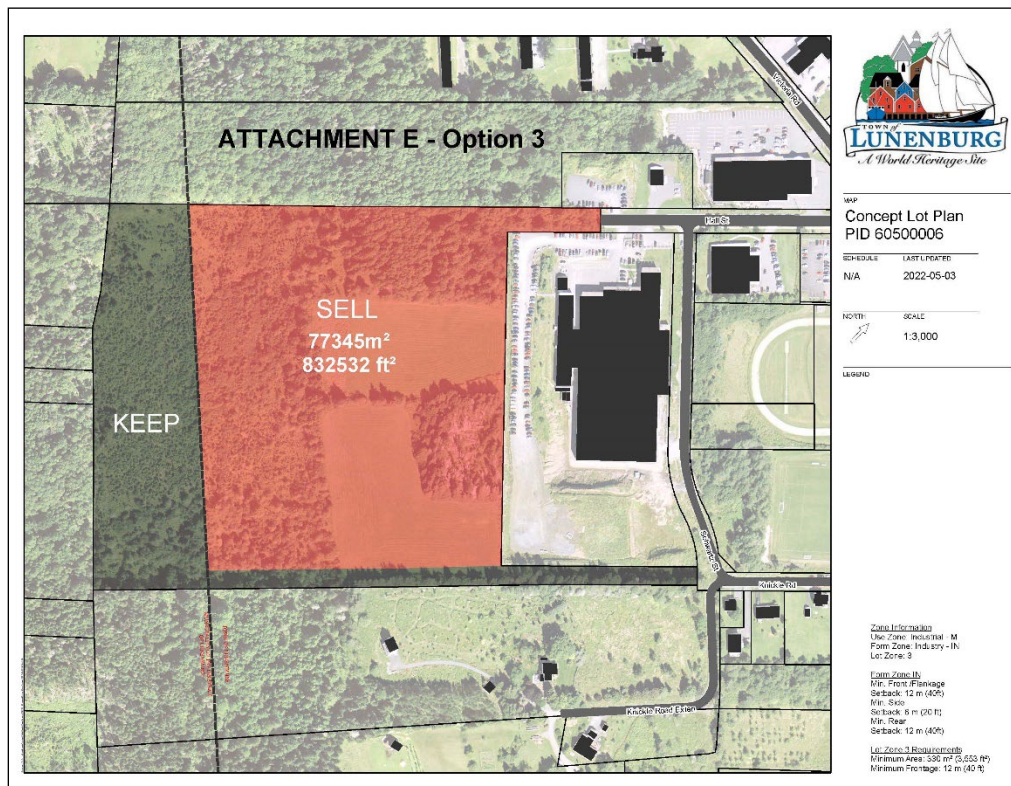 ATTACHMENT E - Option 3
Victoria Rd
Hall St
SELL
77345m²
832532 ft²
KEEP
Schwartz St
Knickle Rd
Knickle Road Exten
TOWN of
LUNENBURG
A World Heritage Site
MAP
Concept Lot Plan
PID 60500006
SCHEDULE
LAST UPDATED
N/A
2022-05-03
NORTH
SCALE
1:3,000
LEGEND
Zone Information
Use Zone: Industrial - M
Form Zone: Industry - IN
Lot Zone: 3
Form Zone IN
Min. Front /Flankage
Setback: 12 m (40ft)
Min. Side
Setback: 6 m (20 ft)
Min. Rear
Setback: 12 m (40ft)
Lot Zone 3 Requirements
Minimum Area: 330 m² (3,553 ft²)
Minimum Frontage: 12 m (40 ft)